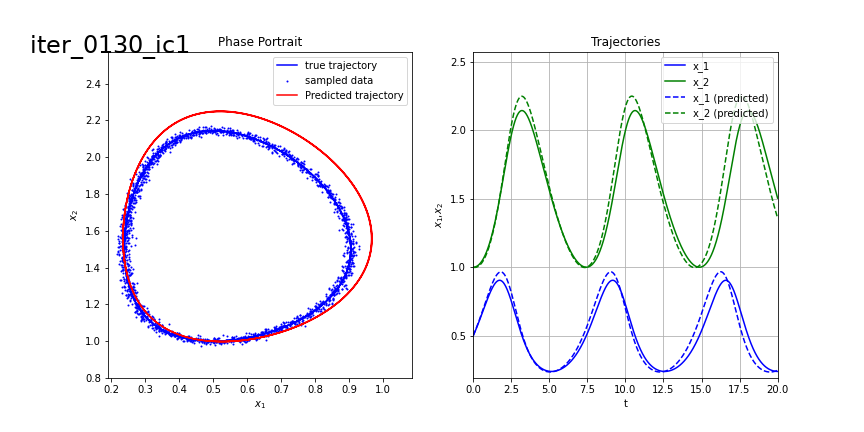 iter_0130_ic1
Phase Portrait
true trajectory
sampled data
Predicted trajectory
2.4
2.2
2.0
1.8
1.6
1.4
1.2
1.0
0.8
x₂
0.2 0.3 0.4 0.5 0.6 0.7 0.8 0.9 1.0
x₁
Trajectories
x_1
x_2
x_1 (predicted)
x_2 (predicted)
2.5
2.0
1.5
1.0
0.5
x₁,x₂
0.0 2.5 5.0 7.5 10.0 12.5 15.0 17.5 20.0
t